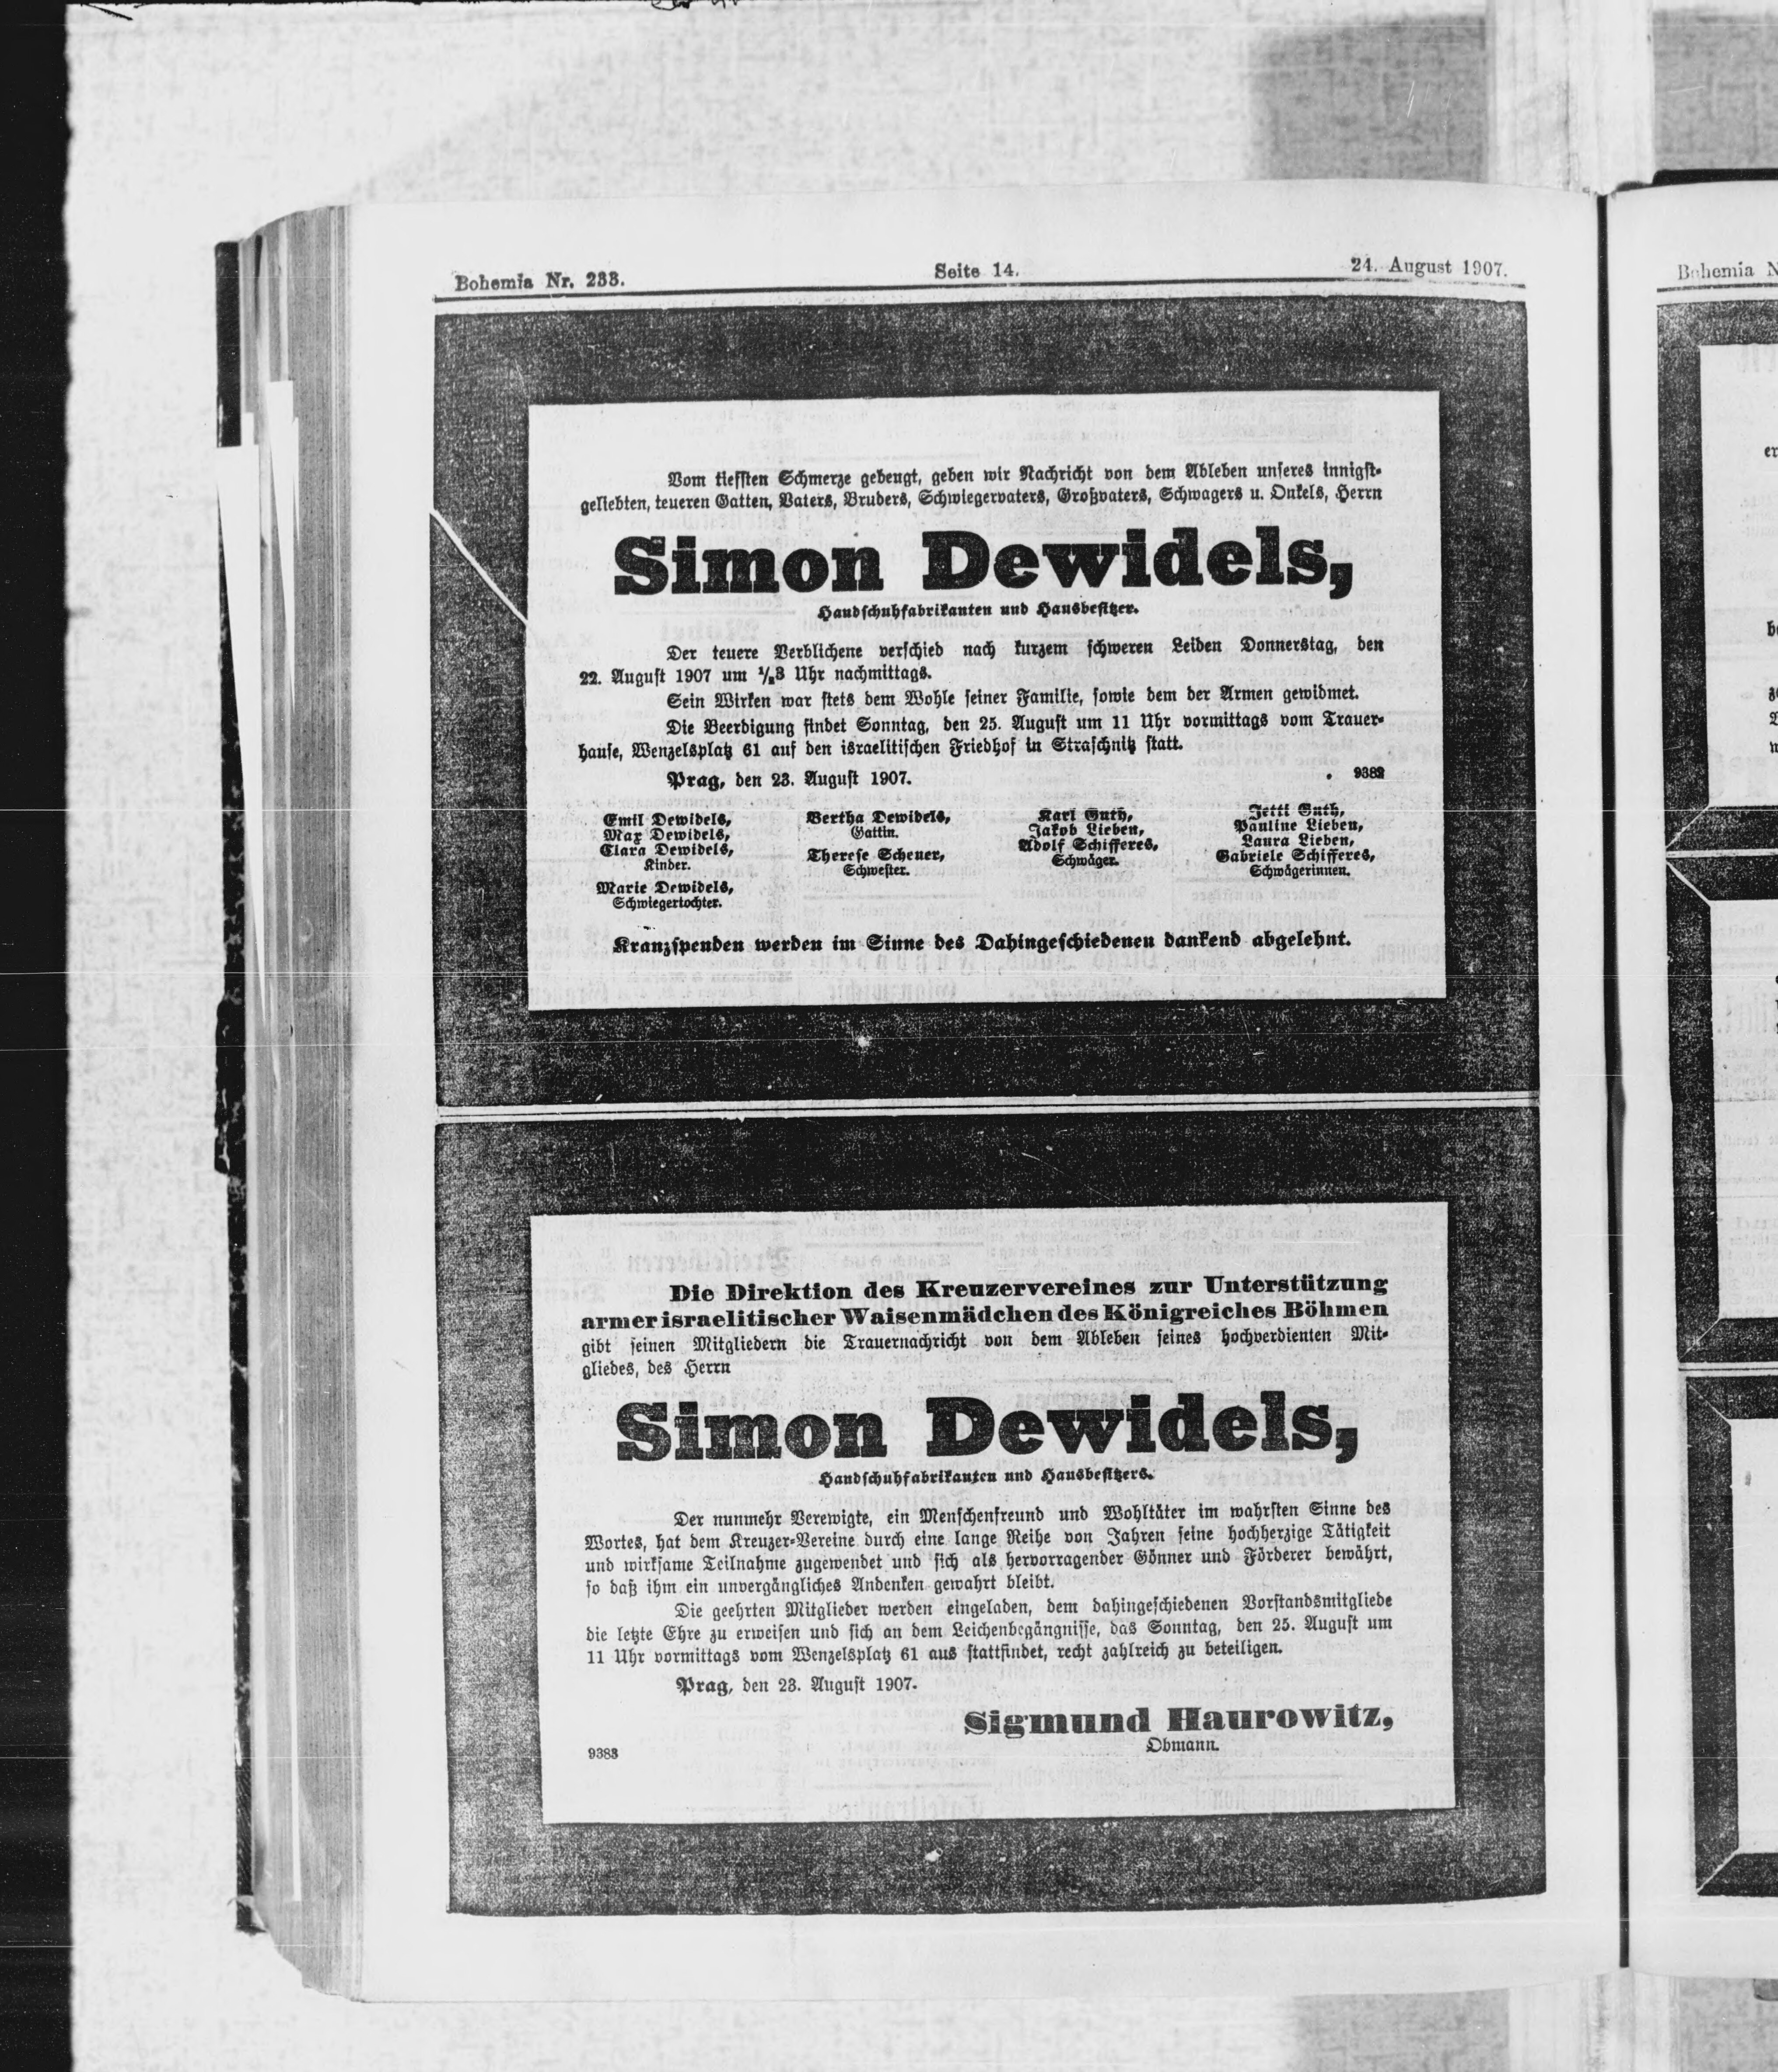 Bohemia Nr. 233.
Seite 14.
24. August 1907.
Vom tiefsten Schmerze gebeugt, geben wir Nachricht von dem Ableben unseres innigst-
geliebten, teueren Gatten, Vaters, Bruders, Schwiegervaters, Großvaters, Schwagers u. Onkels, Herrn
Simon Dewidels,
Handschuhfabrikanten und Hausbesitzer.
Der teuere Verblichene verschied nach kurzem schweren Leiden Donnerstag, den
22. August 1907 um ½3 Uhr nachmittags.
Sein Wirken war stets dem Wohle seiner Familie, sowie dem der Armen gewidmet.
Die Beerdigung findet Sonntag, den 25. August um 11 Uhr vormittags vom Trauer-
hause, Wenzelsplatz 61 auf den israelitischen Friedhof in Straschnitz statt.
Prag, den 23. August 1907.
9382
Emil Dewidels,
Max Dewidels,
Clara Dewidels,
Kinder.
Marie Dewidels,
Schwiegertochter.
Bertha Dewidels,
Gattin.
Therese Scheuer,
Schwester.
Karl Guth,
Jakob Lieben,
Adolf Schifferes,
Schwäger.
Jetti Guth,
Pauline Lieben,
Laura Lieben,
Gabriele Schifferes,
Schwägerinnen.
Kranzspenden werden im Sinne des Dahingeschiedenen dankend abgelehnt.
Die Direktion des Kreuzervereines zur Unterstützung
armer israelitischer Waisenmädchen des Königreiches Böhmen
gibt seinen Mitgliedern die Trauernachricht von dem Ableben seines hochverdienten Mit-
gliedes, des Herrn
Simon Dewidels,
Handschuhfabrikanten und Hausbesitzers.
Der nunmehr Verewigte, ein Menschenfreund und Wohltäter im wahrsten Sinne des
Wortes, hat dem Kreuzer-Vereine durch eine lange Reihe von Jahren seine hochherzige Tätigkeit
und wirksame Teilnahme zugewendet und sich als hervorragender Gönner und Förderer bewährt,
so daß ihm ein unvergängliches Andenken gewahrt bleibt.
Die geehrten Mitglieder werden eingeladen, dem dahingeschiedenen Vorstandsmitgliede
die letzte Ehre zu erweisen und sich an dem Leichenbegängnisse, das Sonntag, den 25. August um
11 Uhr vormittags vom Wenzelsplatz 61 aus stattfindet, recht zahlreich zu beteiligen.
Prag, den 23. August 1907.
Sigmund Haurowitz,
Obmann.
9383
Bohemia N